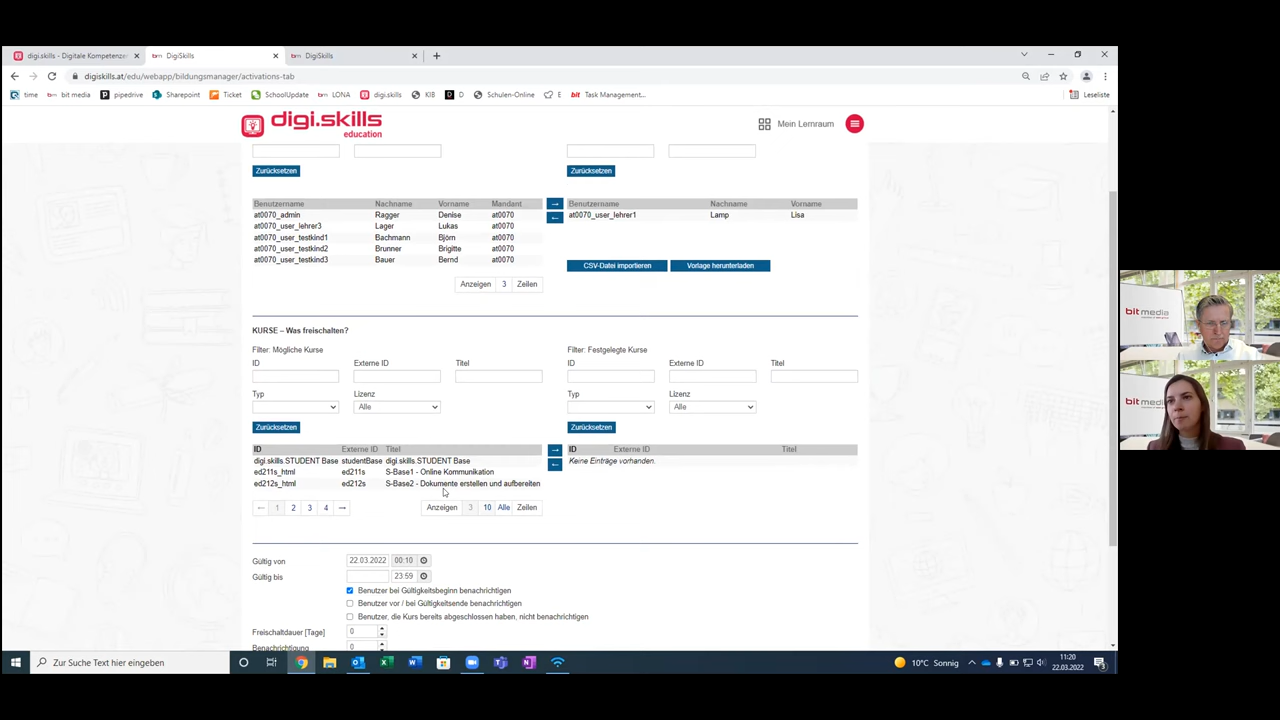 digi.skills - Digitale Kompetenze
DigiSkills
DigiSkills
digiskills.at/edu/webapp/bildungsmanager/activations-tab
time
bit media
pipedrive
Sharepoint
Ticket
SchoolUpdate
LONA
digi.skills
KIB
D
Schulen-Online
E
Task Management...
Leseliste
digi.skills
education
Mein Lernraum
Zurücksetzen
Zurücksetzen
Benutzername Nachname Vorname Mandant
at0070_admin Ragger Denise at0070
at0070_user_lehrer3 Lager Lukas at0070
at0070_user_testkind1 Bachmann Björn at0070
at0070_user_testkind2 Brunner Brigitte at0070
at0070_user_testkind3 Bauer Bernd at0070
→
←
Benutzername Nachname Vorname
at0070_user_lehrer1 Lamp Lisa
CSV-Datei importieren
Vorlage herunterladen
Anzeigen 3 Zeilen
KURSE – Was freischalten?
Filter: Mögliche Kurse
ID Externe ID Titel
Typ Lizenz
Alle
Zurücksetzen
Filter: Festgelegte Kurse
ID Externe ID Titel
Typ Lizenz
Alle
Zurücksetzen
ID Externe ID Titel
digi.skills.STUDENT Base studentBase digi.skills.STUDENT Base
ed211s_html ed211s S-Base1 - Online Kommunikation
ed212s_html ed212s S-Base2 - Dokumente erstellen und aufbereiten
→
←
ID Externe ID Titel
Keine Einträge vorhanden.
← 1 2 3 4 →
Anzeigen 3 10 Alle Zeilen
Gültig von 22.03.2022 00:10
Gültig bis 23:59
Benutzer bei Gültigkeitsbeginn benachrichtigen
Benutzer vor / bei Gültigkeitsende benachrichtigen
Benutzer, die Kurs bereits abgeschlossen haben, nicht benachrichtigen
Freischaltdauer [Tage] 0
Benachrichtigung 0
Zur Suche Text hier eingeben
10°C Sonnig
11:20
22.03.2022
3
bit media
bit media